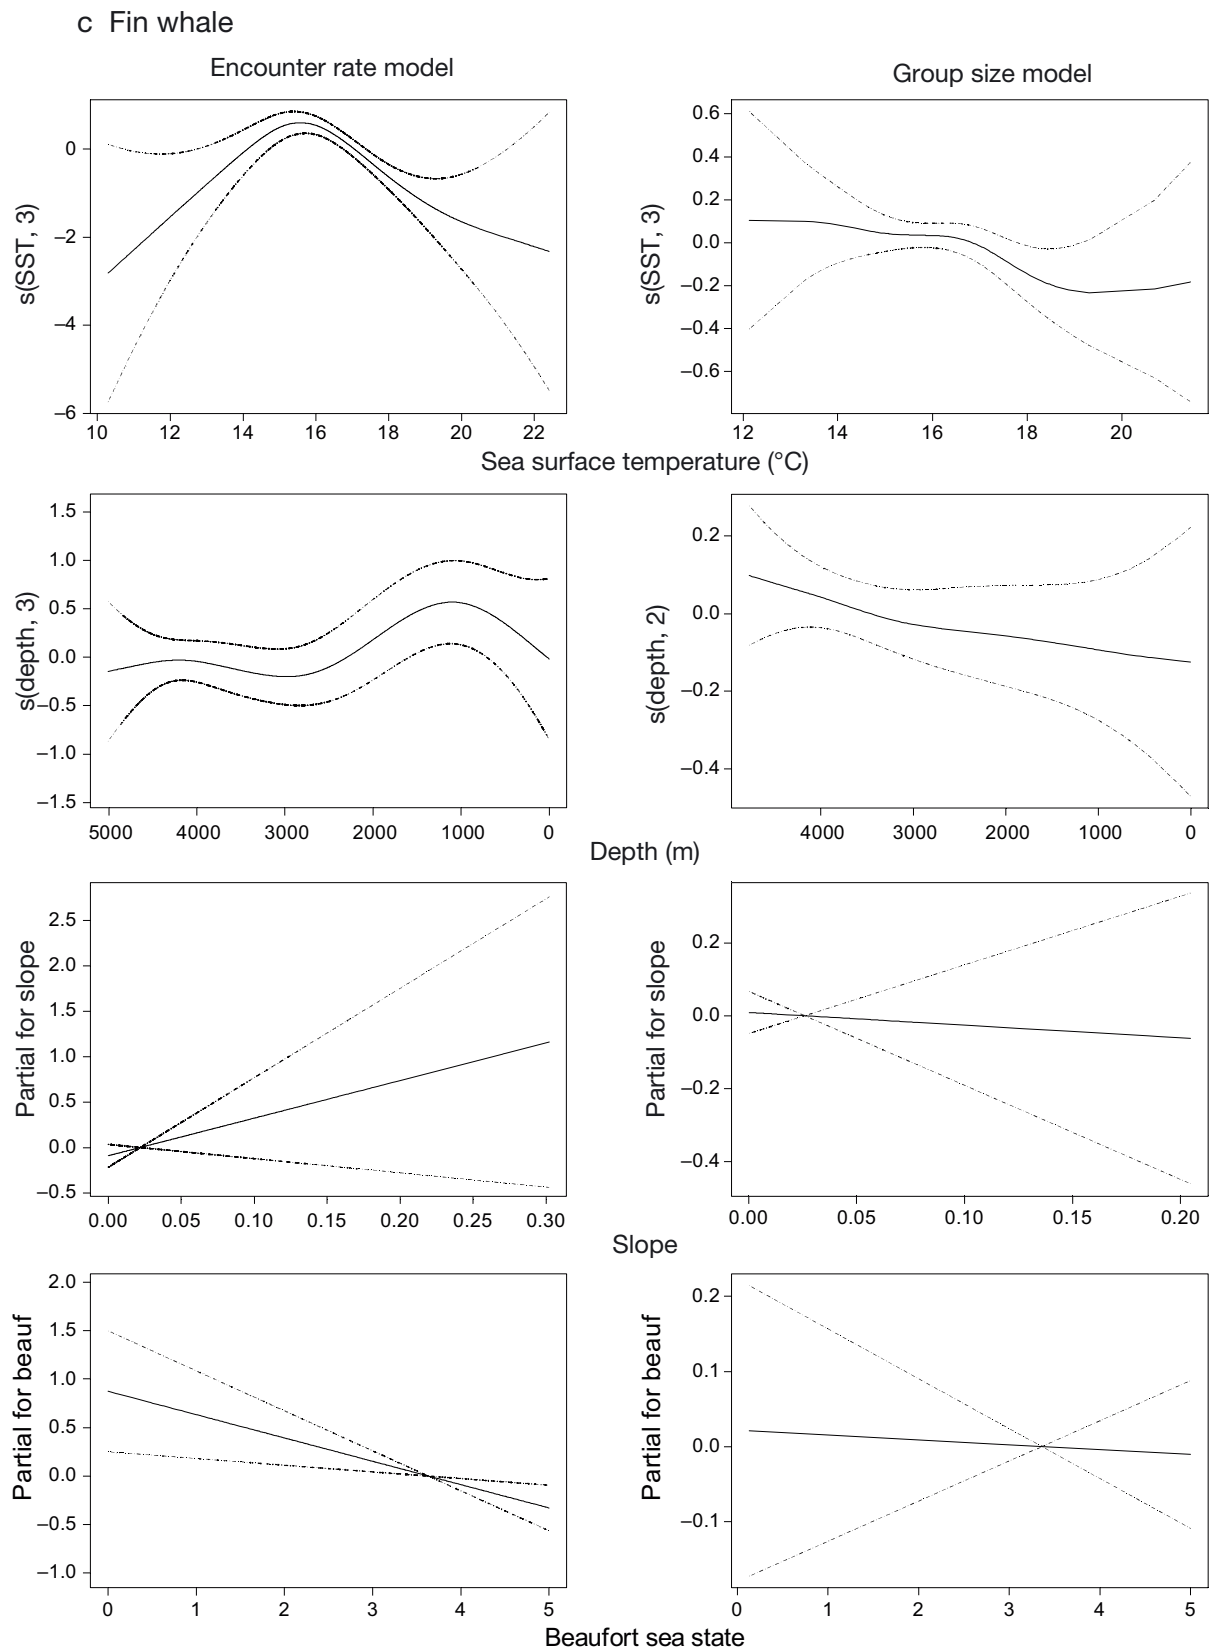 c Fin whale
Encounter rate model
Group size model
s(SST, 3)
0
–2
–4
–6
10 12 14 16 18 20 22
s(SST, 3)
0.6
0.4
0.2
0.0
–0.2
–0.4
–0.6
12 14 16 18 20
Sea surface temperature (°C)
s(depth, 3)
1.5
1.0
0.5
0.0
–0.5
–1.0
–1.5
5000 4000 3000 2000 1000 0
s(depth, 2)
0.2
0.0
–0.2
–0.4
4000 3000 2000 1000 0
Depth (m)
Partial for slope
2.5
2.0
1.5
1.0
0.5
0.0
–0.5
0.00 0.05 0.10 0.15 0.20 0.25 0.30
Partial for slope
0.2
0.0
–0.2
–0.4
0.00 0.05 0.10 0.15 0.20
Slope
Partial for beauf
2.0
1.5
1.0
0.5
0.0
–0.5
–1.0
0 1 2 3 4 5
Partial for beauf
0.2
0.1
0.0
–0.1
0 1 2 3 4 5
Beaufort sea state